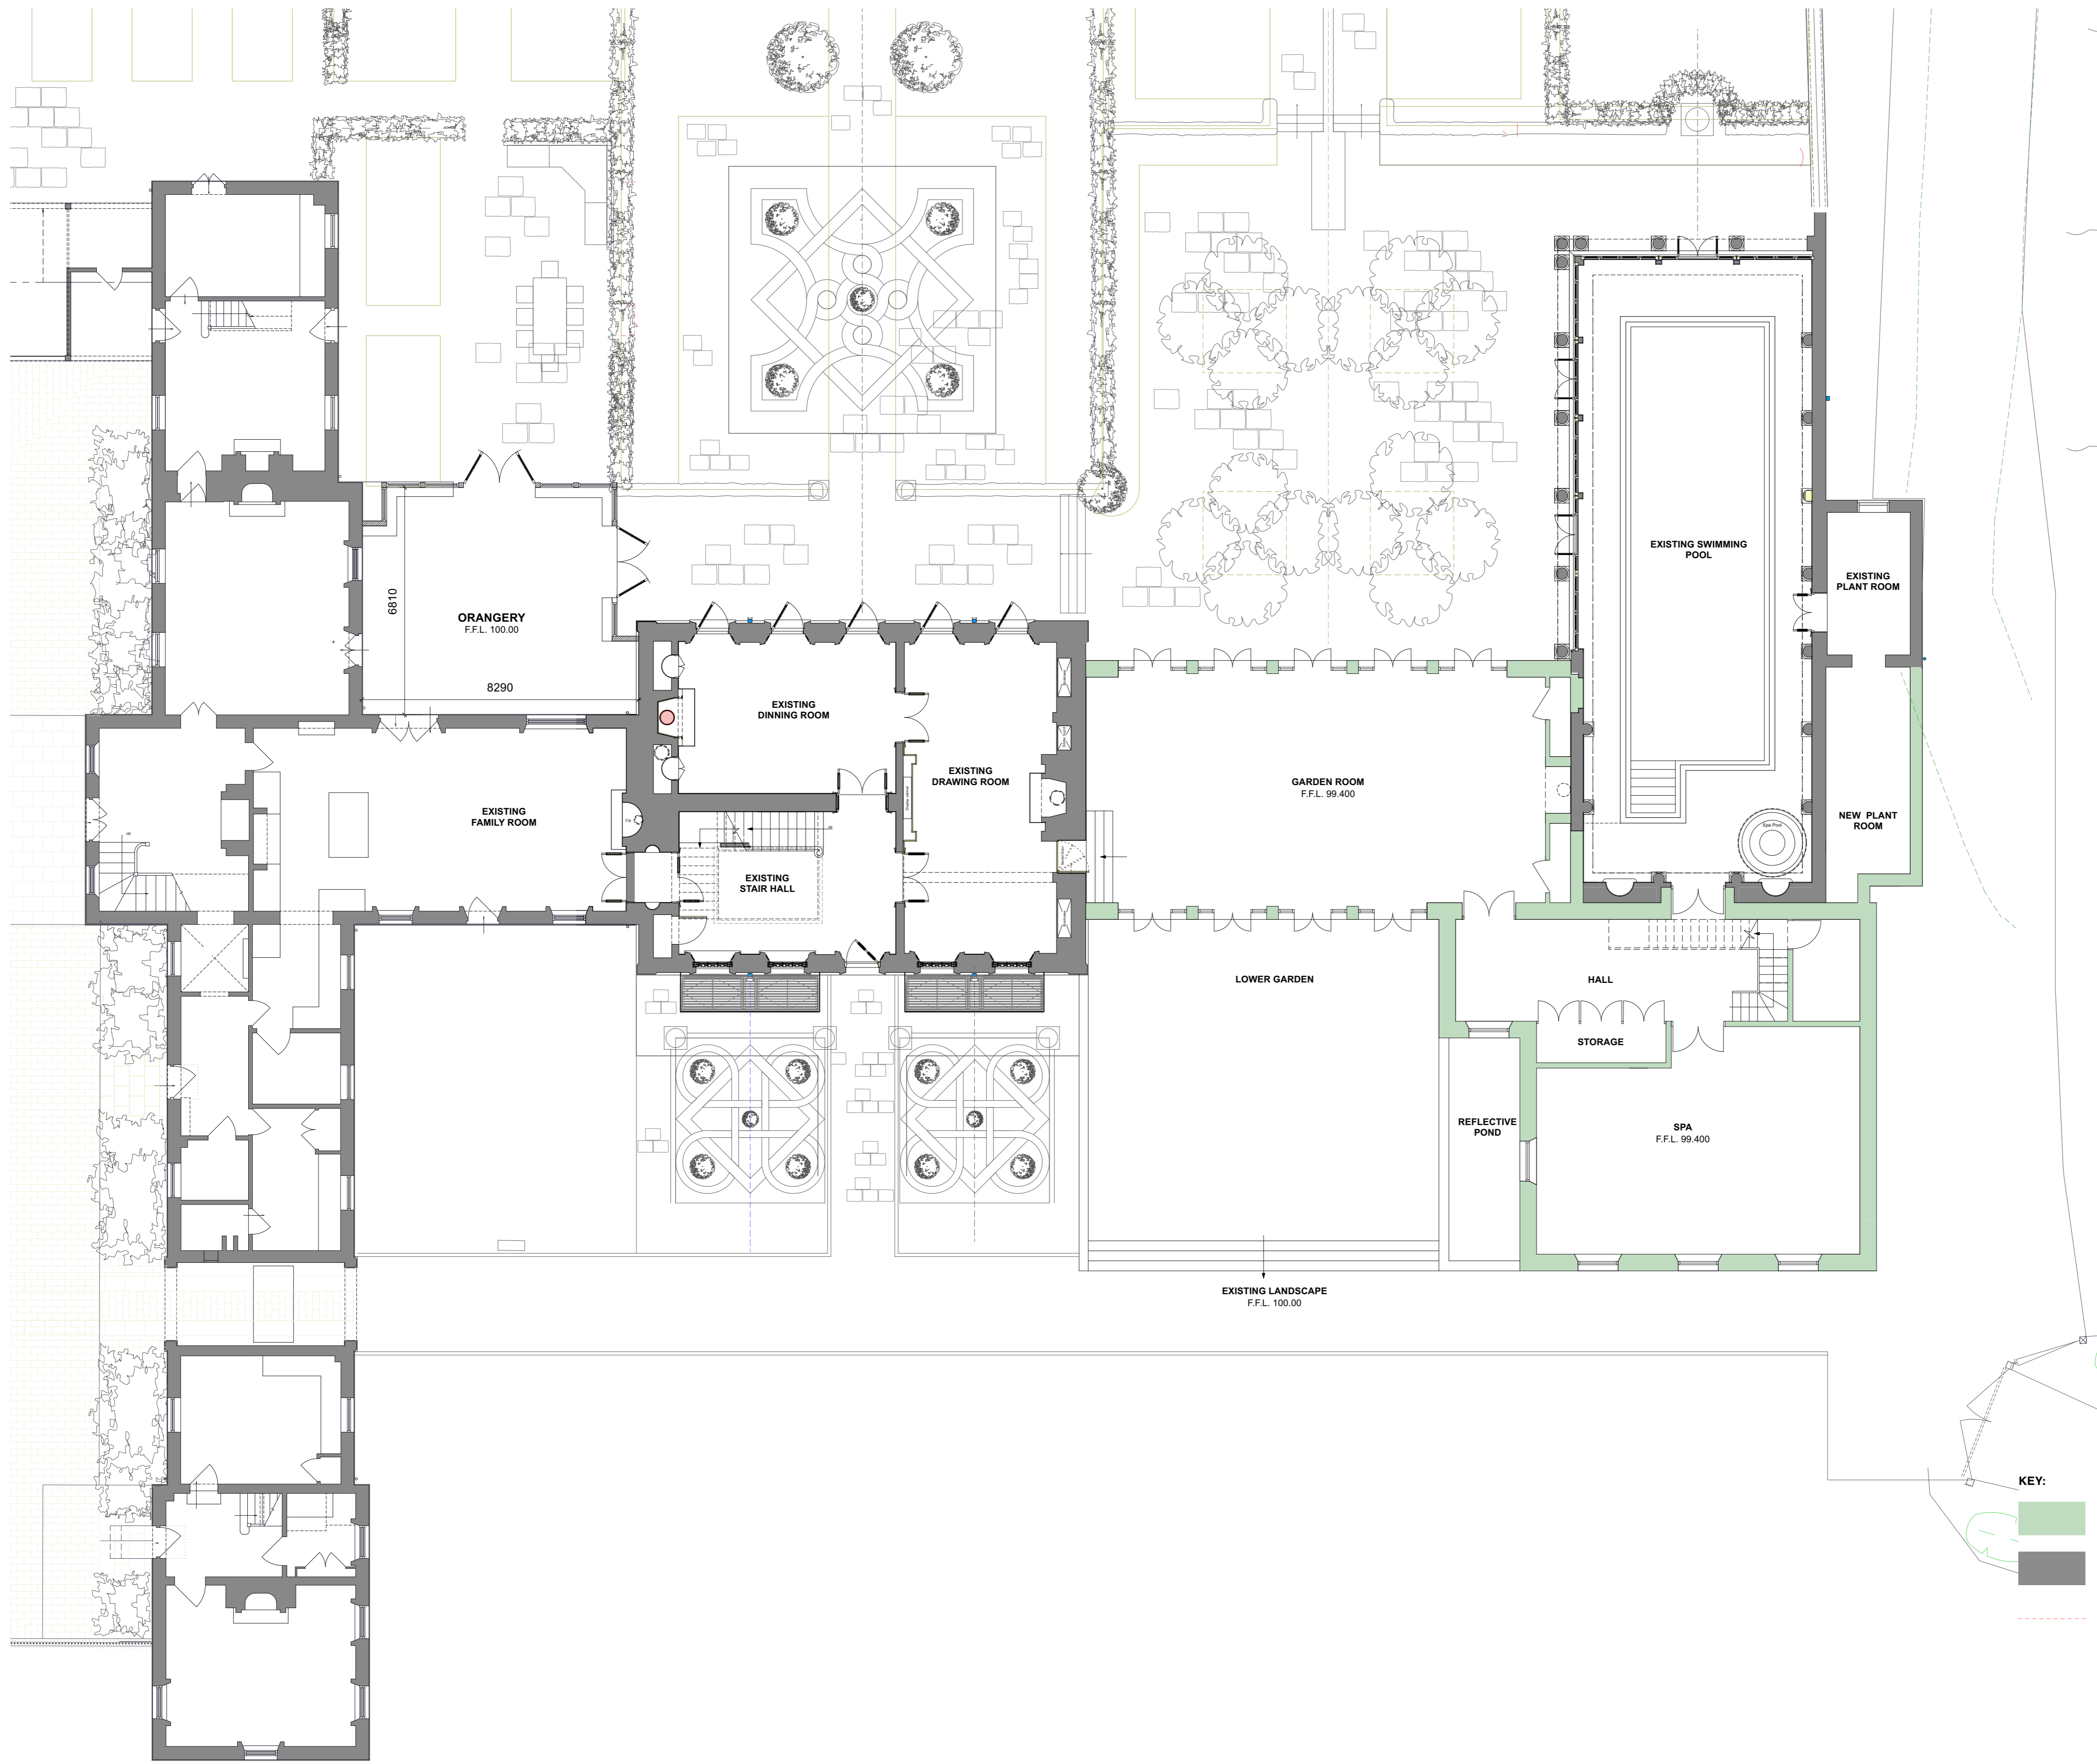 EXISTING SWIMMING
POOL
EXISTING
PLANT ROOM
6810
ORANGERY
F.F.L. 100.00
8290
EXISTING
DINNING ROOM
EXISTING
DRAWING ROOM
GARDEN ROOM
F.F.L. 99.400
EXISTING
FAMILY ROOM
NEW PLANT
ROOM
Spa Pool
EXISTING
STAIR HALL
LOWER GARDEN
HALL
STORAGE
REFLECTIVE
POND
SPA
F.F.L. 99.400
EXISTING LANDSCAPE
F.F.L. 100.00
KEY: